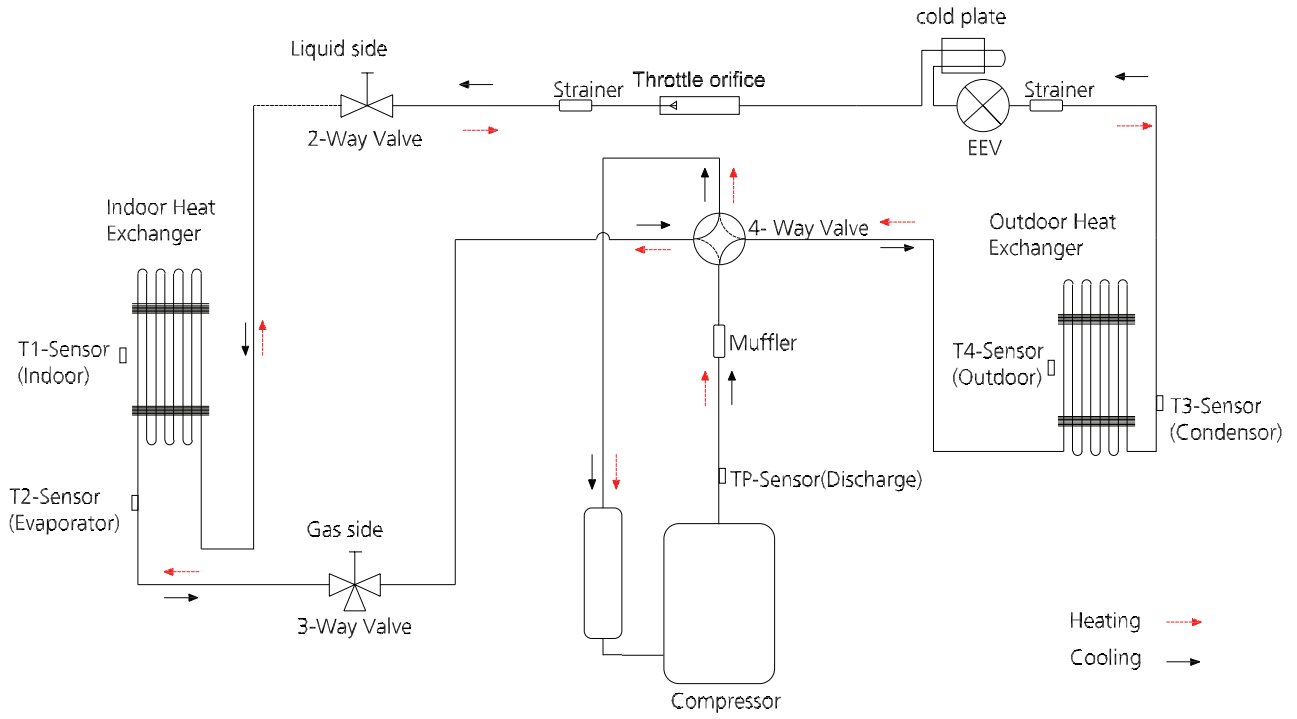 cold plate
Liquid side
Strainer
Throttle orifice
Strainer
2-Way Valve
EEV
Indoor Heat
Exchanger
4- Way Valve
Outdoor Heat
Exchanger
T1-Sensor
(Indoor)
Muffler
T4-Sensor
(Outdoor)
T3-Sensor
(Condensor)
T2-Sensor
(Evaporator)
TP-Sensor(Discharge)
Gas side
3-Way Valve
Heating
Cooling
Compressor